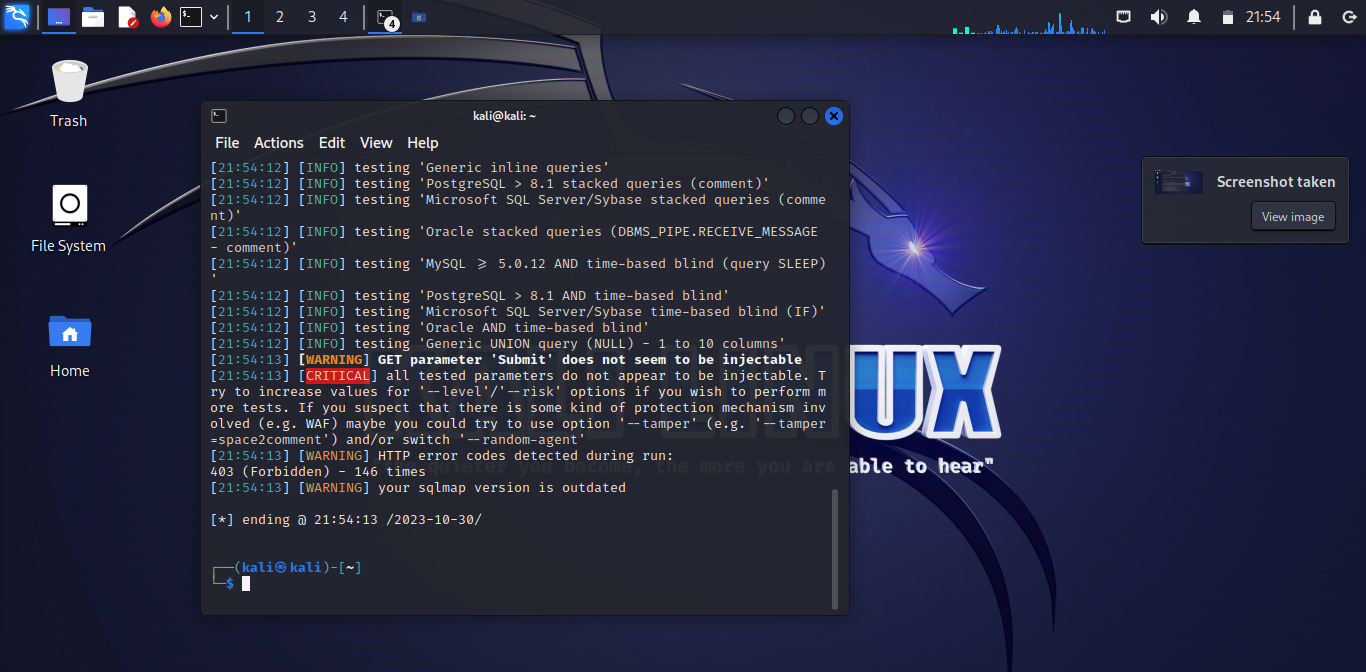 1 2 3 4
4
21:54
Trash
File System
Home
kali@kali: ~
File Actions Edit View Help
[21:54:12] [INFO] testing 'Generic inline queries'
[21:54:12] [INFO] testing 'PostgreSQL > 8.1 stacked queries (comment)'
[21:54:12] [INFO] testing 'Microsoft SQL Server/Sybase stacked queries (comme
nt)'
[21:54:12] [INFO] testing 'Oracle stacked queries (DBMS_PIPE.RECEIVE_MESSAGE
- comment)'
[21:54:12] [INFO] testing 'MySQL ≥ 5.0.12 AND time-based blind (query SLEEP)
'
[21:54:12] [INFO] testing 'PostgreSQL > 8.1 AND time-based blind'
[21:54:12] [INFO] testing 'Microsoft SQL Server/Sybase time-based blind (IF)'
[21:54:12] [INFO] testing 'Oracle AND time-based blind'
[21:54:12] [INFO] testing 'Generic UNION query (NULL) - 1 to 10 columns'
[21:54:13] [WARNING] GET parameter 'Submit' does not seem to be injectable
[21:54:13] [CRITICAL] all tested parameters do not appear to be injectable. T
ry to increase values for '--level'/'--risk' options if you wish to perform m
ore tests. If you suspect that there is some kind of protection mechanism inv
olved (e.g. WAF) maybe you could try to use option '--tamper' (e.g. '--tamper
=space2comment') and/or switch '--random-agent'
[21:54:13] [WARNING] HTTP error codes detected during run:
403 (Forbidden) - 146 times
[21:54:13] [WARNING] your sqlmap version is outdated
[*] ending @ 21:54:13 /2023-10-30/
┌──(kali㉿kali)-[~]
└─$
Screenshot taken
View image
UX
quieter you become, the more you are able to hear"